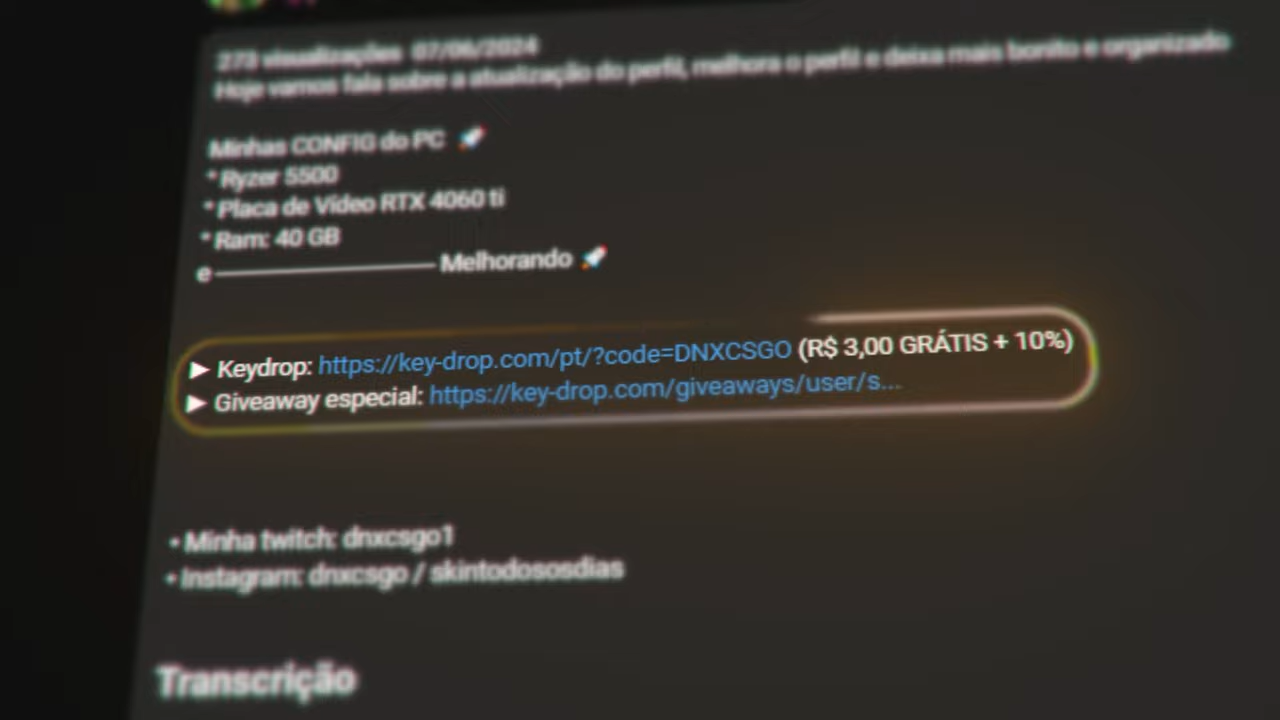 273 visualizações 07/06/2024
Hoje vamos fala sobre a atualização do perfil, melhora o perfil e deixa mais bonito e organizado
Minhas CONFIG do PC 🚀
* Ryzer 5500
* Placa de Vídeo RTX 4060 ti
* Ram: 40 GB
e——————————Melhorando 🚀
► Keydrop: https://key-drop.com/pt/?code=DNXCSGO (R$ 3,00 GRÁTIS + 10%)
► Giveaway especial: https://key-drop.com/giveaways/user/s...
• Minha twitch: dnxcsgo1
• Instagram: dnxcsgo / skintodososdias
Transcrição